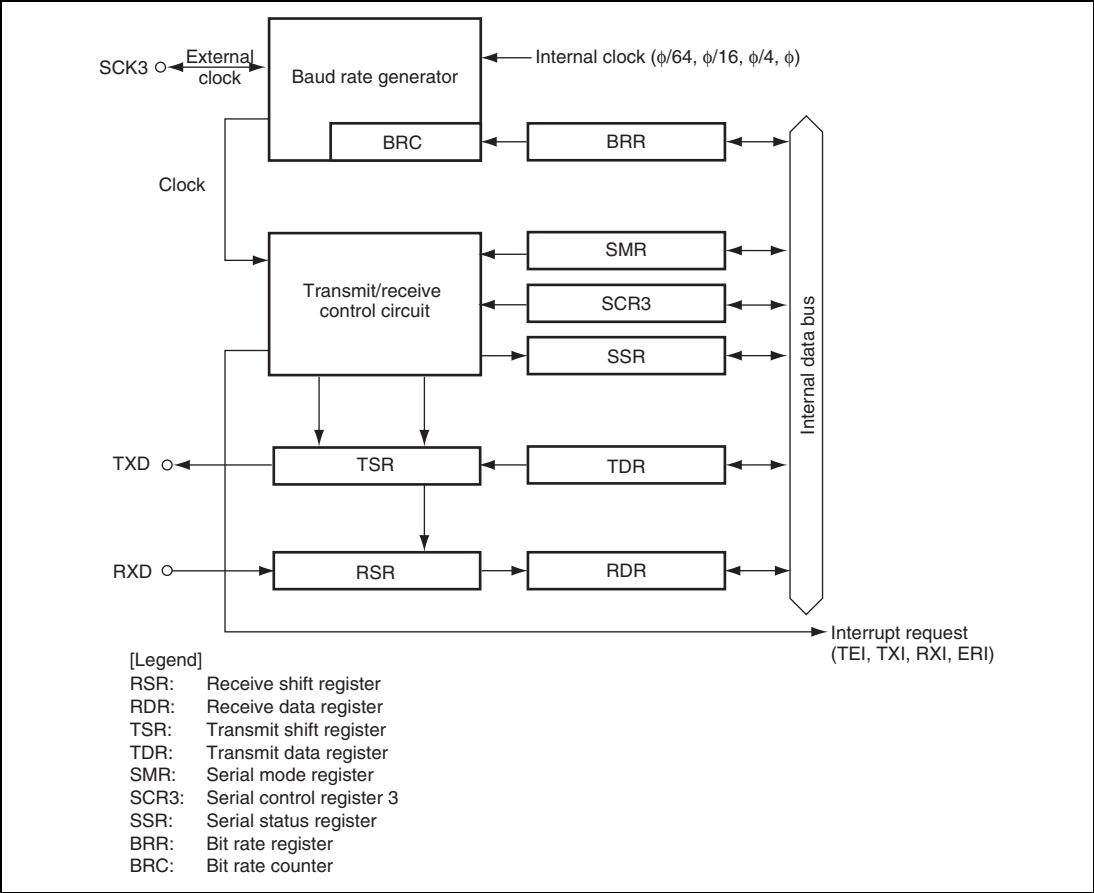 SCK3
External
clock
Baud rate generator
Internal clock (ϕ/64, ϕ/16, ϕ/4, ϕ)
BRC
BRR
Clock
Transmit/receive
control circuit
SMR
SCR3
SSR
Internal data bus
TXD
TSR
TDR
RXD
RSR
RDR
Interrupt request
(TEI, TXI, RXI, ERI)
[Legend]
RSR: Receive shift register
RDR: Receive data register
TSR: Transmit shift register
TDR: Transmit data register
SMR: Serial mode register
SCR3: Serial control register 3
SSR: Serial status register
BRR: Bit rate register
BRC: Bit rate counter